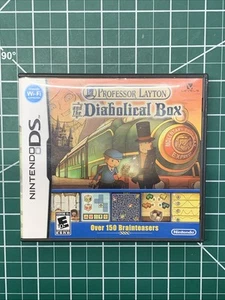 90°
Wi-Fi
NINTENDO DS
PROFESSOR LAYTON
AND THE
Diabolical Box
E
Over 150 Brainteasers
Nintendo